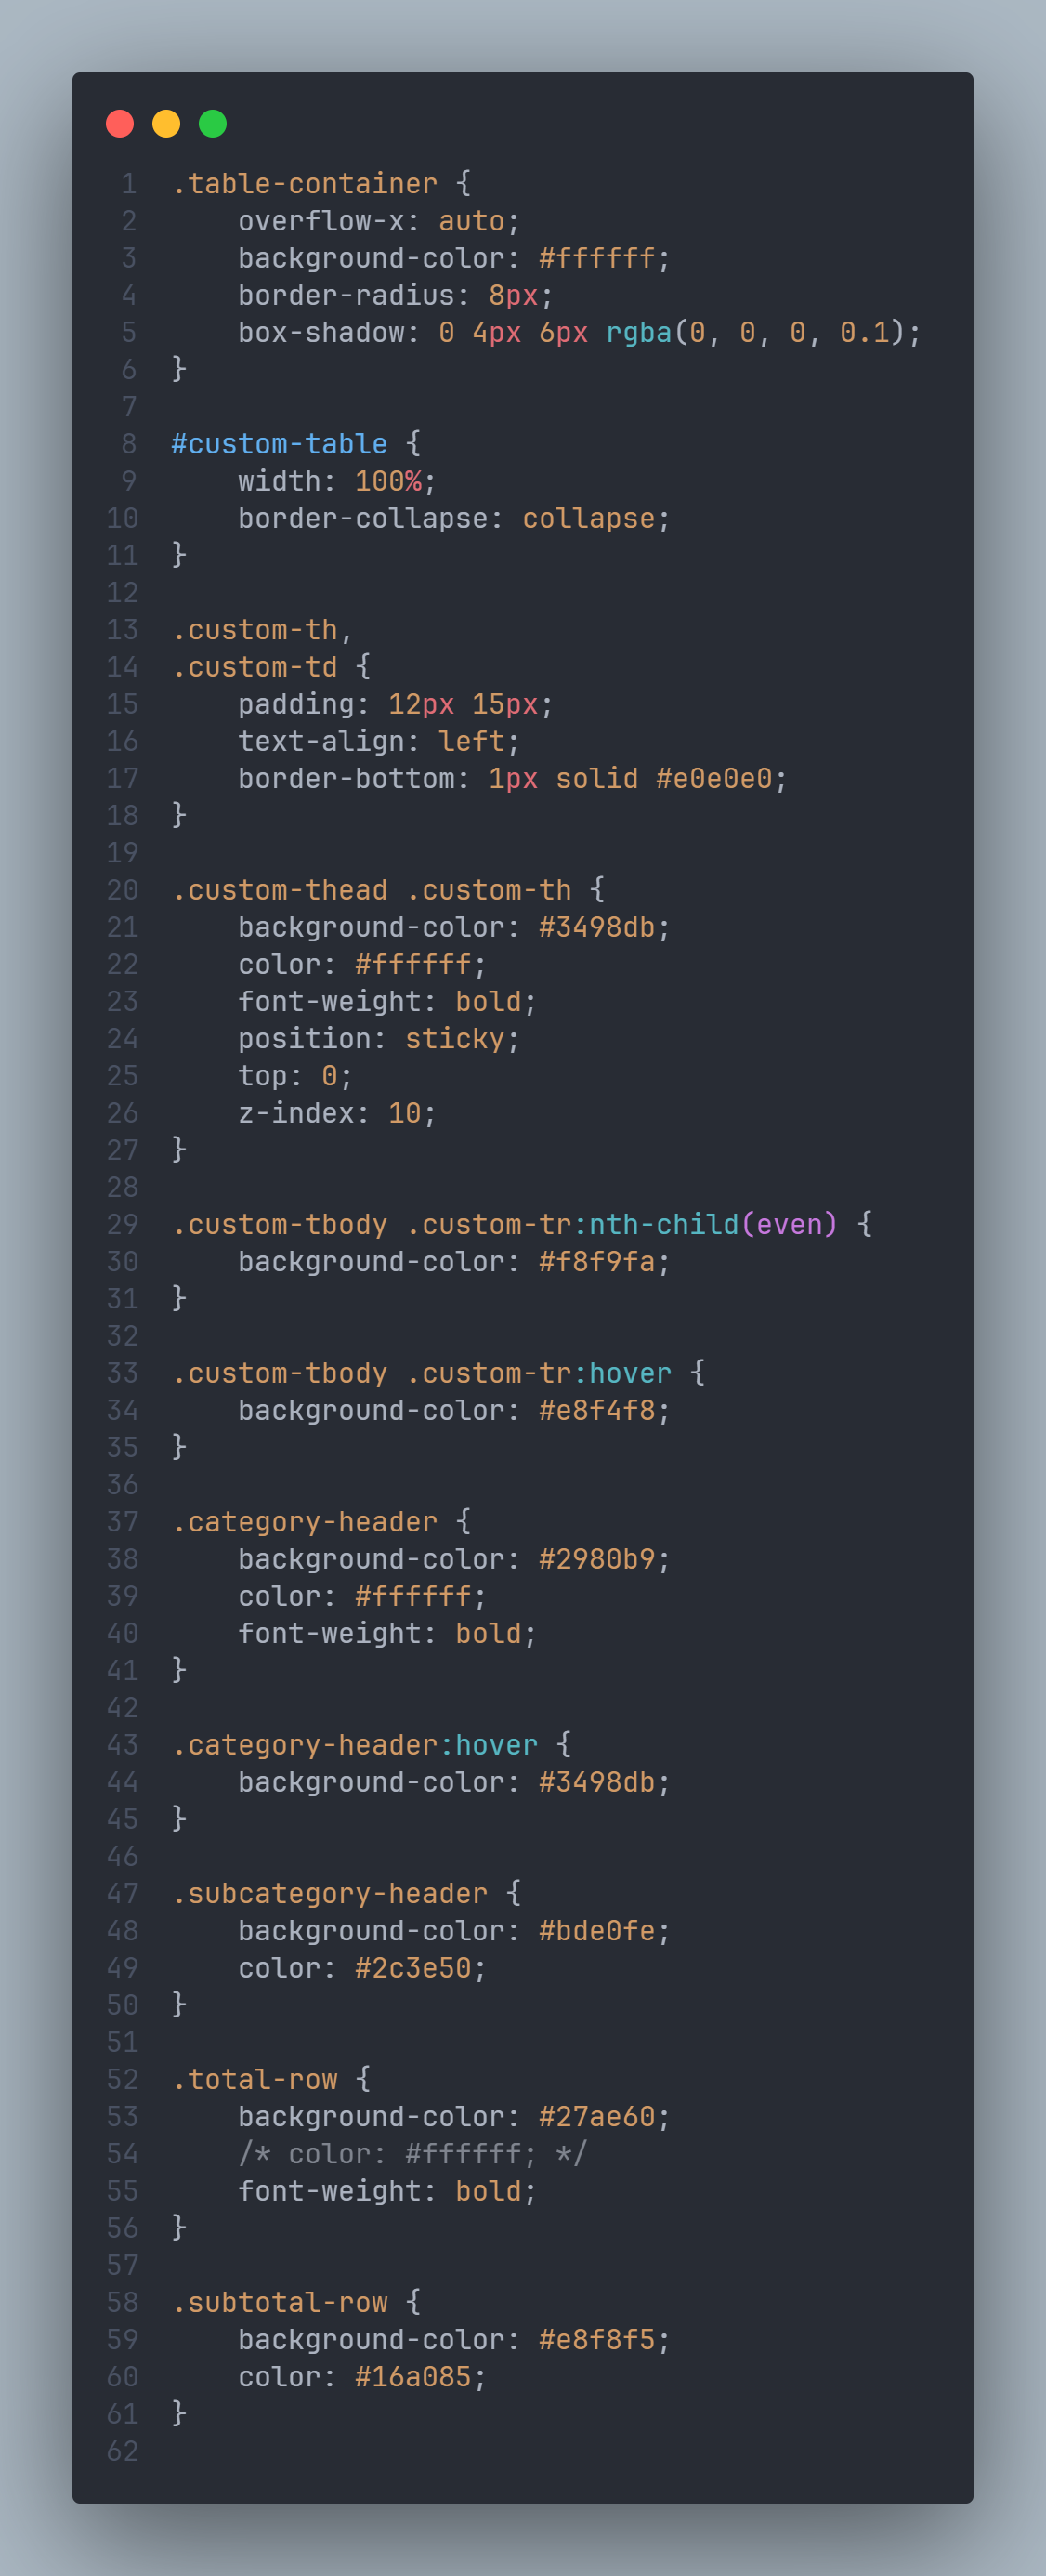 1 .table-container {
2     overflow-x: auto;
3     background-color: #ffffff;
4     border-radius: 8px;
5     box-shadow: 0 4px 6px rgba(0, 0, 0, 0.1);
6 }
7
8 #custom-table {
9     width: 100%;
10     border-collapse: collapse;
11 }
12
13 .custom-th,
14 .custom-td {
15     padding: 12px 15px;
16     text-align: left;
17     border-bottom: 1px solid #e0e0e0;
18 }
19
20 .custom-thead .custom-th {
21     background-color: #3498db;
22     color: #ffffff;
23     font-weight: bold;
24     position: sticky;
25     top: 0;
26     z-index: 10;
27 }
28
29 .custom-tbody .custom-tr:nth-child(even) {
30     background-color: #f8f9fa;
31 }
32
33 .custom-tbody .custom-tr:hover {
34     background-color: #e8f4f8;
35 }
36
37 .category-header {
38     background-color: #2980b9;
39     color: #ffffff;
40     font-weight: bold;
41 }
42
43 .category-header:hover {
44     background-color: #3498db;
45 }
46
47 .subcategory-header {
48     background-color: #bde0fe;
49     color: #2c3e50;
50 }
51
52 .total-row {
53     background-color: #27ae60;
54     /* color: #ffffff; */
55     font-weight: bold;
56 }
57
58 .subtotal-row {
59     background-color: #e8f8f5;
60     color: #16a085;
61 }
62